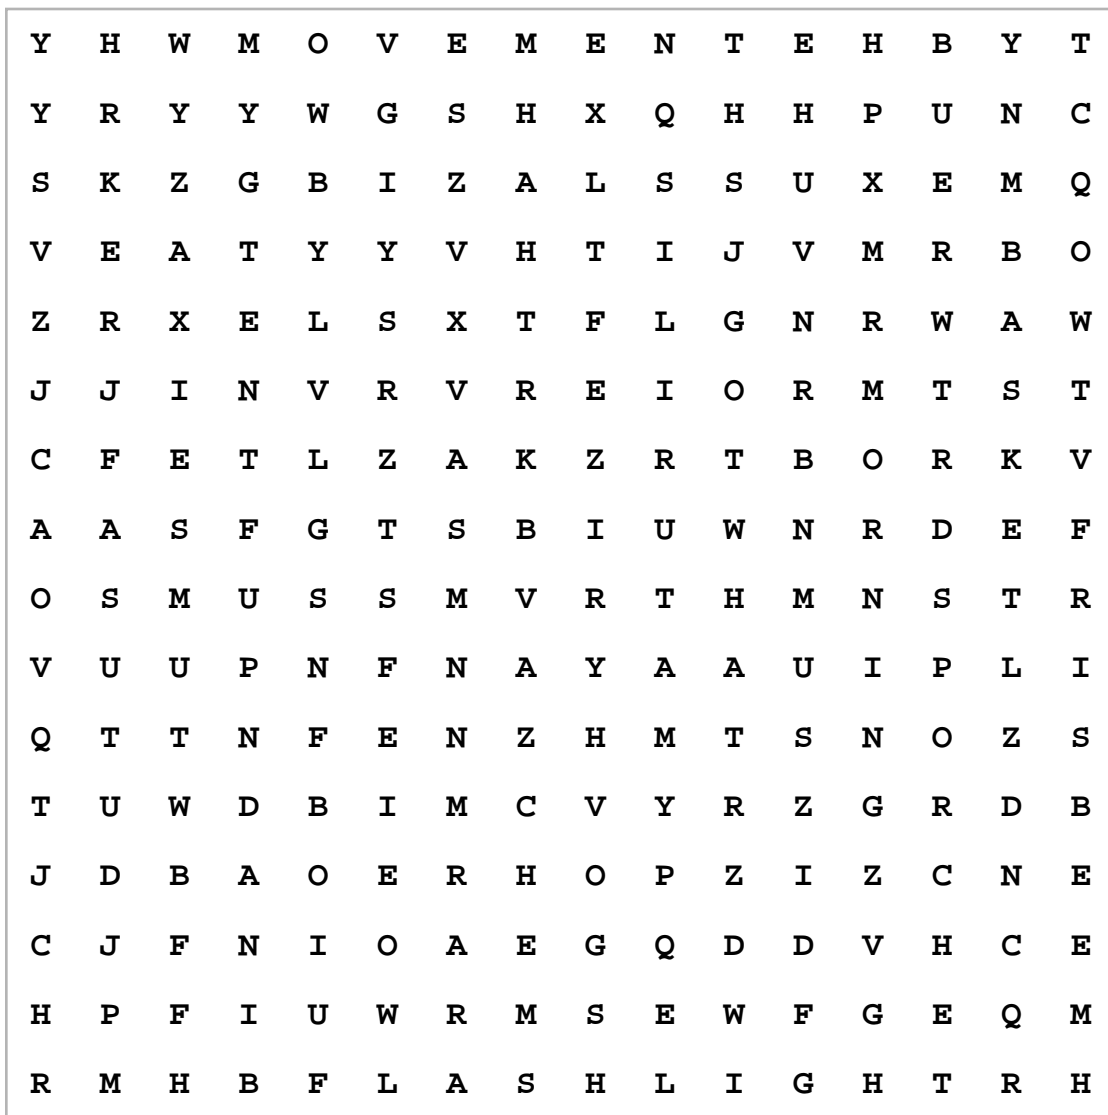 Y H W M O V E M E N T E H B Y T
Y R Y Y W G S H X Q H H P U N C
S K Z G B I Z A L S S U X E M Q
V E A T Y Y V H T I J V M R B O
Z R X E L S X T F L G N R W A W
J J I N V R V R E I O R M T S T
C F E T L Z A K Z R T B O R K V
A A S F G T S B I U W N R D E F
O S M U S S M V R T H M N S T R
V U U P N F N A Y A A U I P L I
Q T T N F E N Z H M T S N O Z S
T U W D B I M C V Y R Z G R D B
J D B A O E R H O P Z I Z C N E
C J F N I O A E G Q D D V H C E
H P F I U W R M S E W F G E Q M
R M H B F L A S H L I G H T R H